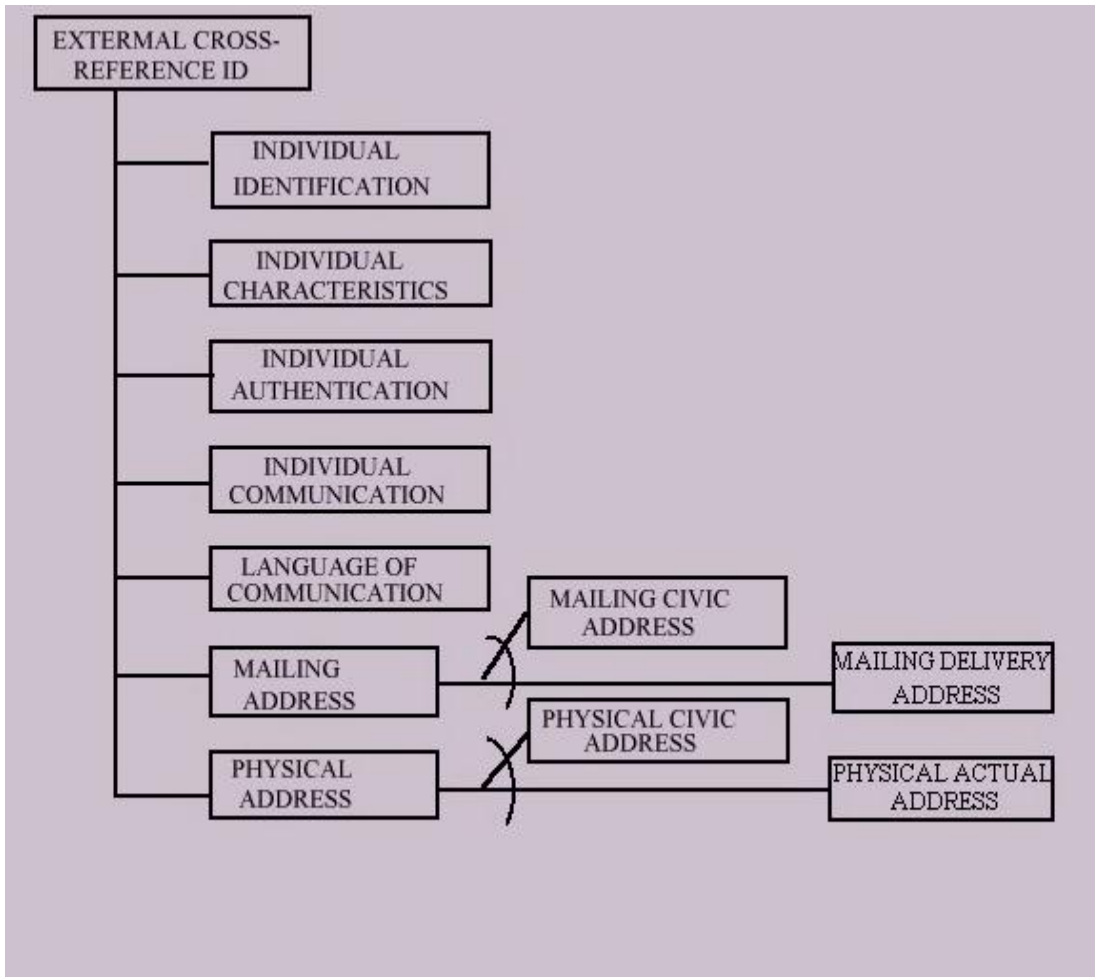 EXTERMAL CROSS-
REFERENCE ID
INDIVIDUAL
IDENTIFICATION
INDIVIDUAL
CHARACTERISTICS
INDIVIDUAL
AUTHENTICATION
INDIVIDUAL
COMMUNICATION
LANGUAGE OF
COMMUNICATION
MAILING CIVIC
ADDRESS
MAILING
ADDRESS
MAILING DELIVERY
ADDRESS
PHYSICAL CIVIC
ADDRESS
PHYSICAL
ADDRESS
PHYSICAL ACTUAL
ADDRESS